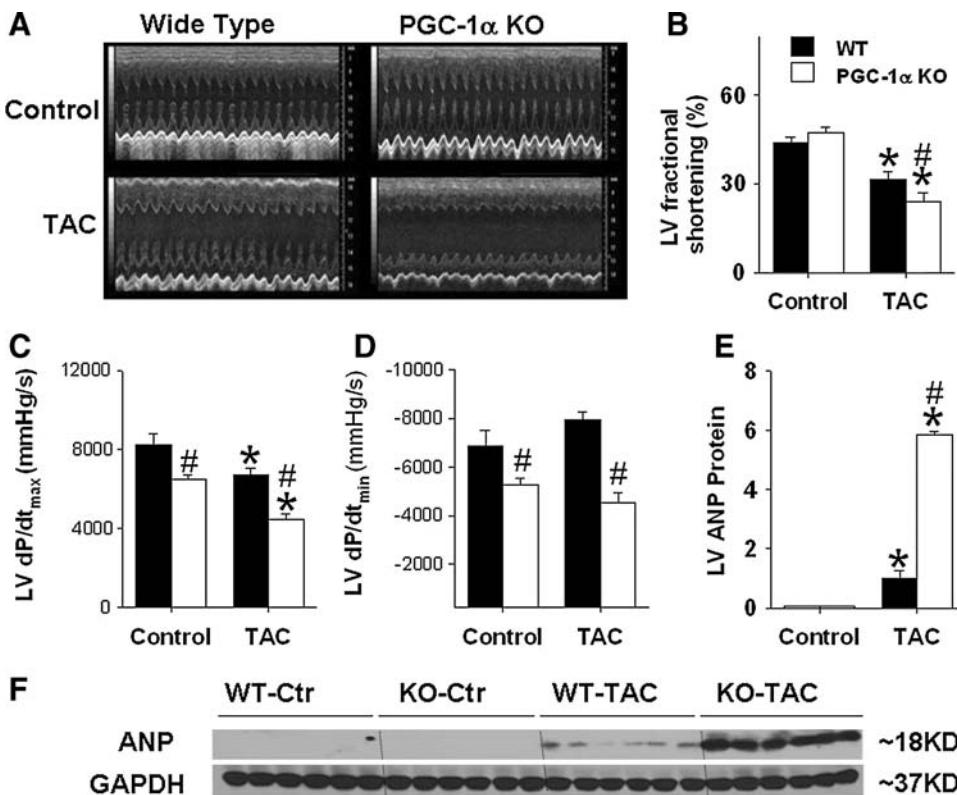 A
Wide Type
PGC-1α KO
Control
TAC
B
WT
PGC-1α KO
LV fractional
shortening (%)
60
30
0
*
#
*
Control
TAC
C
LV dP/dtmax (mmHg/s)
12000
8000
4000
0
#
*
#
*
Control
TAC
D
LV dP/dtmin (mmHg/s)
-10000
-8000
-6000
-4000
-2000
#
#
Control
TAC
E
LV ANP Protein
8
6
4
2
0
*
#
*
Control
TAC
F
WT-Ctr
KO-Ctr
WT-TAC
KO-TAC
ANP
~18KD
GAPDH
~37KD